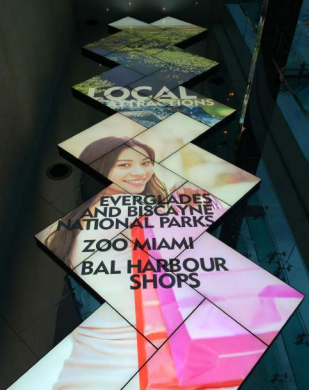 LOCAL
ATTRACTIONS
EVERGLADES
AND BISCAYNE
NATIONAL PARKS
ZOO MIAMI
BAL HARBOUR
SHOPS